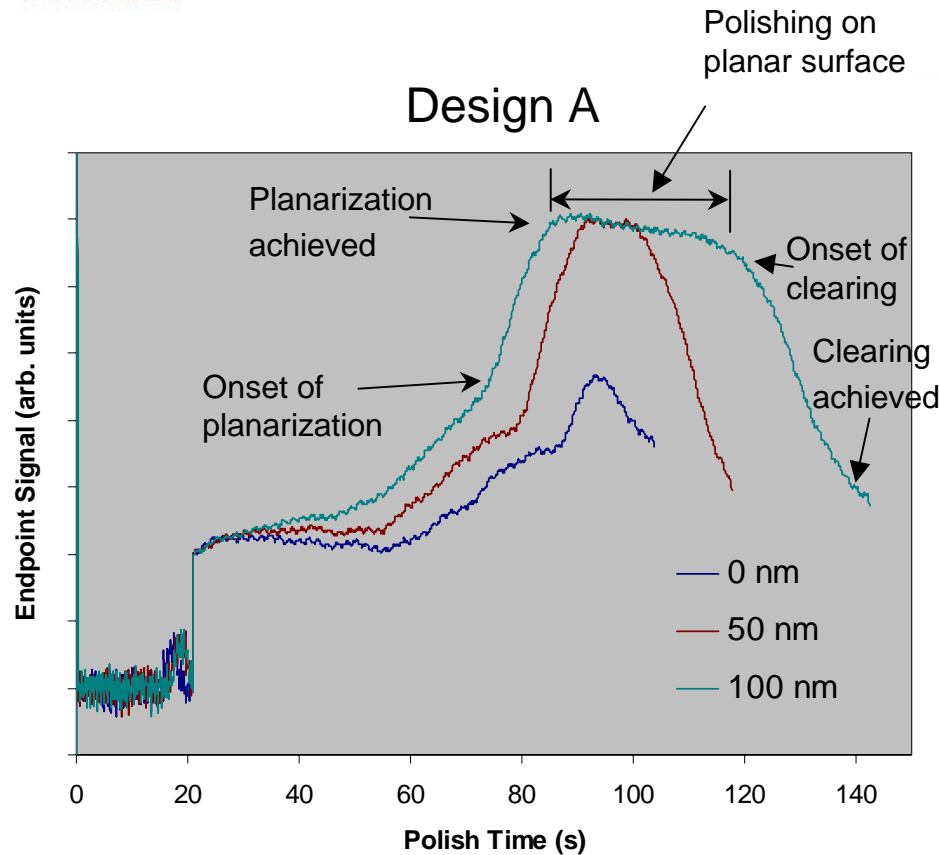 Polishing on
planar surface
Design A
Planarization
achieved
Onset of
clearing
Clearing
achieved
Onset of
planarization
Endpoint Signal (arb. units)
0 nm
50 nm
100 nm
0 20 40 60 80 100 120 140
Polish Time (s)